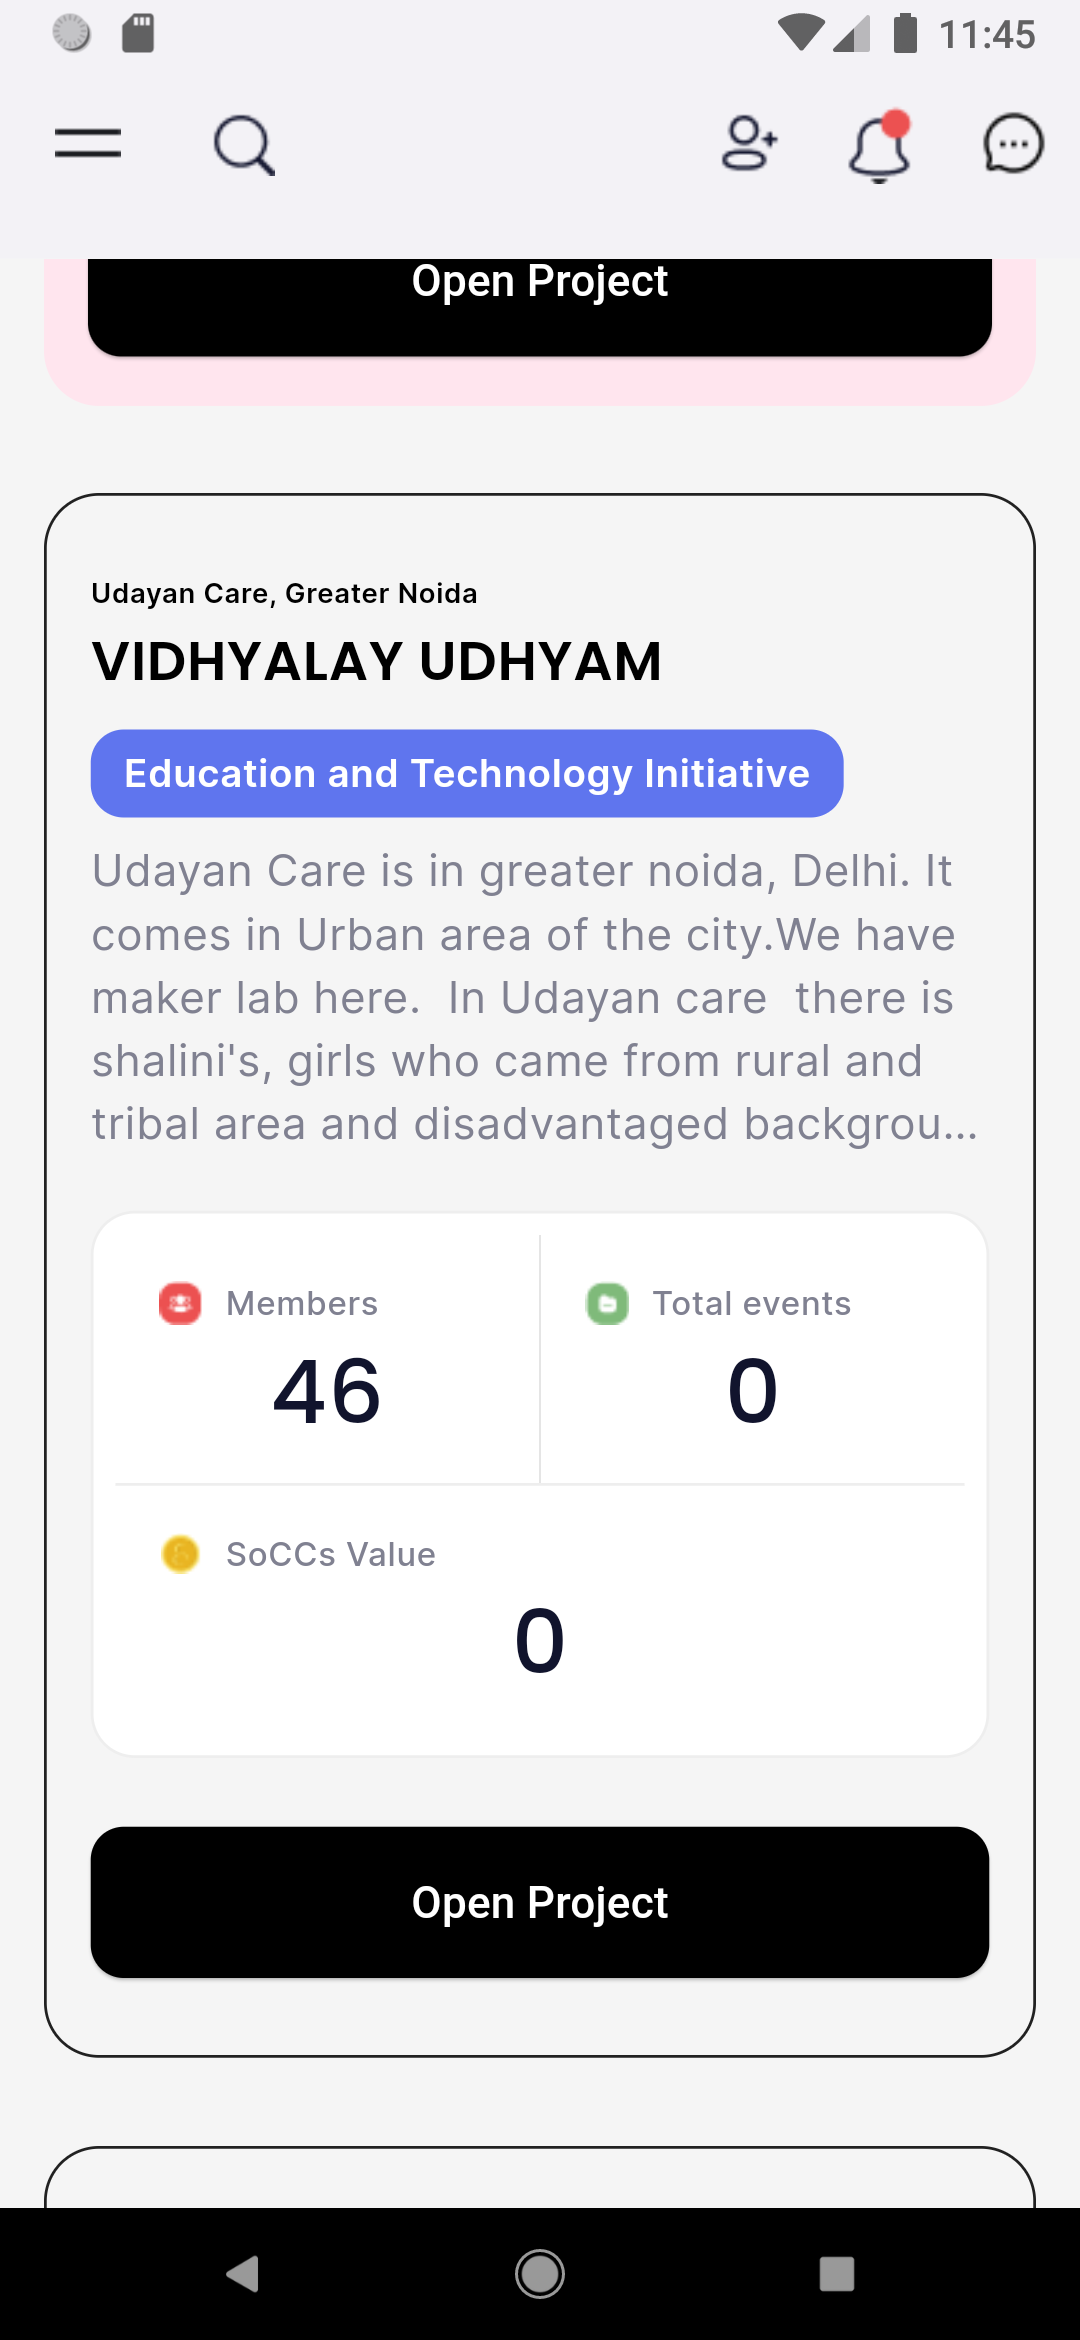 11:45
Open Project
Udayan Care, Greater Noida
VIDHYALAY UDHYAM
Education and Technology Initiative
Udayan Care is in greater noida, Delhi. It
comes in Urban area of the city.We have
maker lab here.  In Udayan care  there is
shalini's, girls who came from rural and
tribal area and disadvantaged backgrou...
Members
Total events
46
0
SoCCs Value
0
Open Project